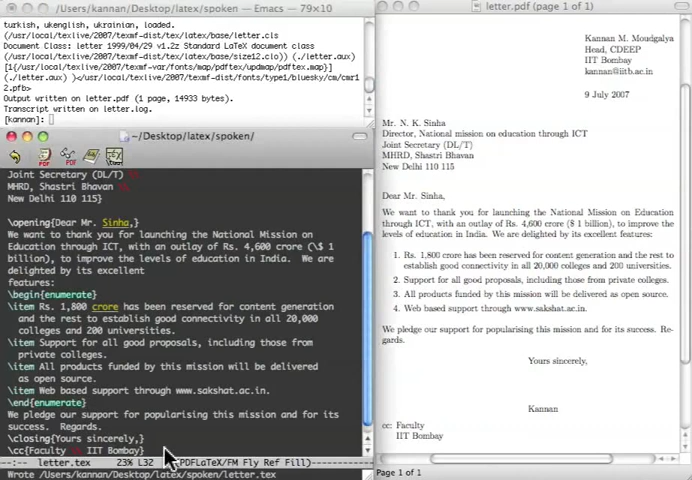 /Users/kannan/Desktop/latex/spoken — Emacs — 79×10
turkish, ukenglish, ukrainian, loaded.
(/usr/local/texlive/2007/texmf-dist/tex/latex/base/letter.cls
Document Class: letter 1999/04/29 v1.2z Standard LaTeX document class
(/usr/local/texlive/2007/texmf-dist/tex/latex/base/size12.clo)) (./letter.aux)
[1{/usr/local/texlive/2007/texmf-var/fonts/map/pdftex/updmap/pdftex.map}]
(./letter.aux) )</usr/local/texlive/2007/texmf-dist/fonts/type1/bluesky/cm/cmr1
2.pfb>
Output written on letter.pdf (1 page, 14933 bytes).
Transcript written on letter.log.
[kannan]:
~/Desktop/latex/spoken/
Joint Secretary (DL/T) \\
MHRD, Shastri Bhavan \\
New Delhi 110 115}
\opening{Dear Mr. Sinha,}
We want to thank you for launching the National Mission on
Education through ICT, with an outlay of Rs. 4,600 crore (\$ 1
billion), to improve the levels of education in India.  We are
delighted by its excellent
features:
\begin{enumerate}
\item Rs. 1,800 crore has been reserved for content generation
and the rest to establish good connectivity in all 20,000
colleges and 200 universities.
\item Support for all good proposals, including those from
private colleges.
\item All products funded by this mission will be delivered
as open source.
\item Web based support through www.sakshat.ac.in.
\end{enumerate}
We pledge our support for popularising this mission and for its
success.  Regards.
\closing{Yours sincerely,}
\cc{Faculty \\ IIT Bombay}
--:--  letter.tex  23% L32  (PDFLaTeX/FM Fly Ref Fill)
Wrote /Users/kannan/Desktop/latex/spoken/letter.tex
letter.pdf (page 1 of 1)
Kannan M. Moudgalya
Head, CDEEP
IIT Bombay
kannan@iitb.ac.in
9 July 2007
Mr. N. K. Sinha
Director, National mission on education through ICT
Joint Secretary (DL/T)
MHRD, Shastri Bhavan
New Delhi 110 115
Dear Mr. Sinha,
We want to thank you for launching the National Mission on Education
through ICT, with an outlay of Rs. 4,600 crore ($ 1 billion), to improve the
levels of education in India. We are delighted by its excellent features:
1. Rs. 1,800 crore has been reserved for content generation and the rest to
establish good connectivity in all 20,000 colleges and 200 universities.
2. Support for all good proposals, including those from private colleges.
3. All products funded by this mission will be delivered as open source.
4. Web based support through www.sakshat.ac.in.
We pledge our support for popularising this mission and for its success. Re-
gards.
Yours sincerely,
Kannan
cc: Faculty
IIT Bombay
Page 1 of 1